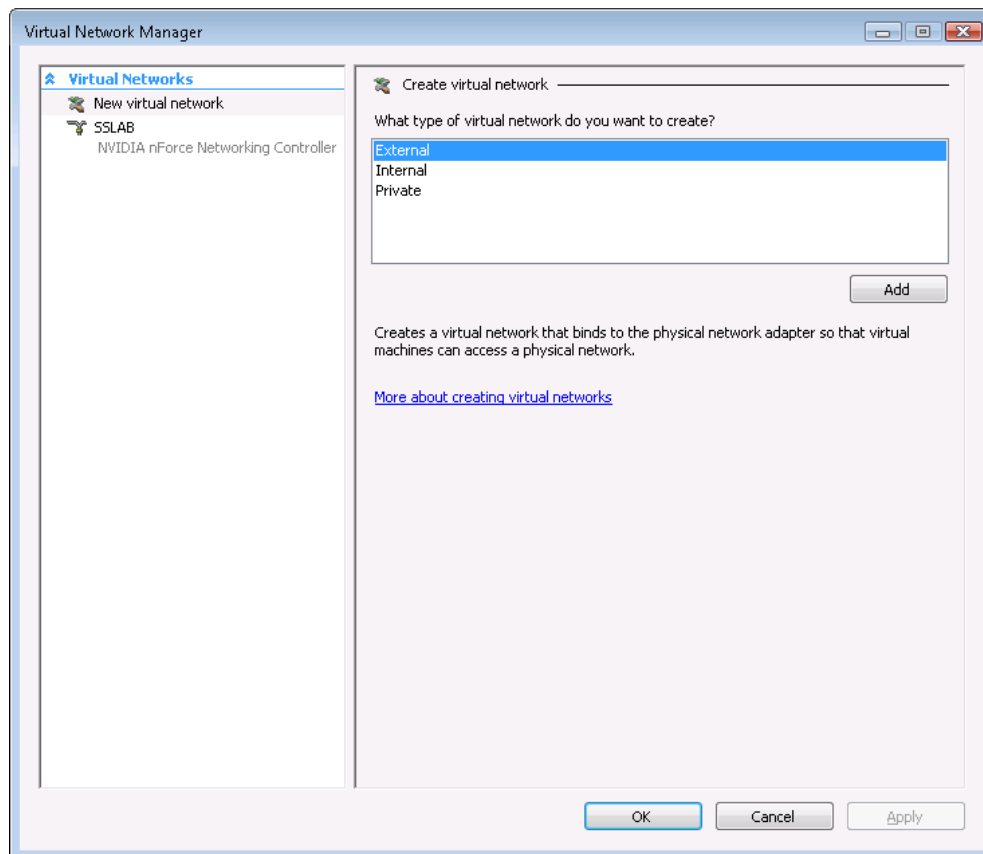 Virtual Network Manager
Virtual Networks
New virtual network
SSLAB
NVIDIA nForce Networking Controller
Create virtual network
What type of virtual network do you want to create?
External
Internal
Private
Add
Creates a virtual network that binds to the physical network adapter so that virtual
machines can access a physical network.
More about creating virtual networks
OK
Cancel
Apply